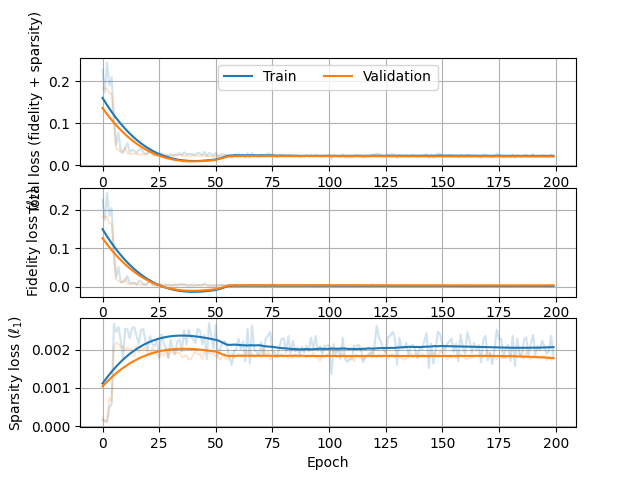 Total loss (fidelity + sparsity)
0.2
0.1
0.0
Train
Validation
0 25 50 75 100 125 150 175 200
Fidelity loss (ℓ₂)
0.2
0.1
0.0
0 25 50 75 100 125 150 175 200
Sparsity loss (ℓ₁)
0.002
0.001
0.000
0 25 50 75 100 125 150 175 200
Epoch